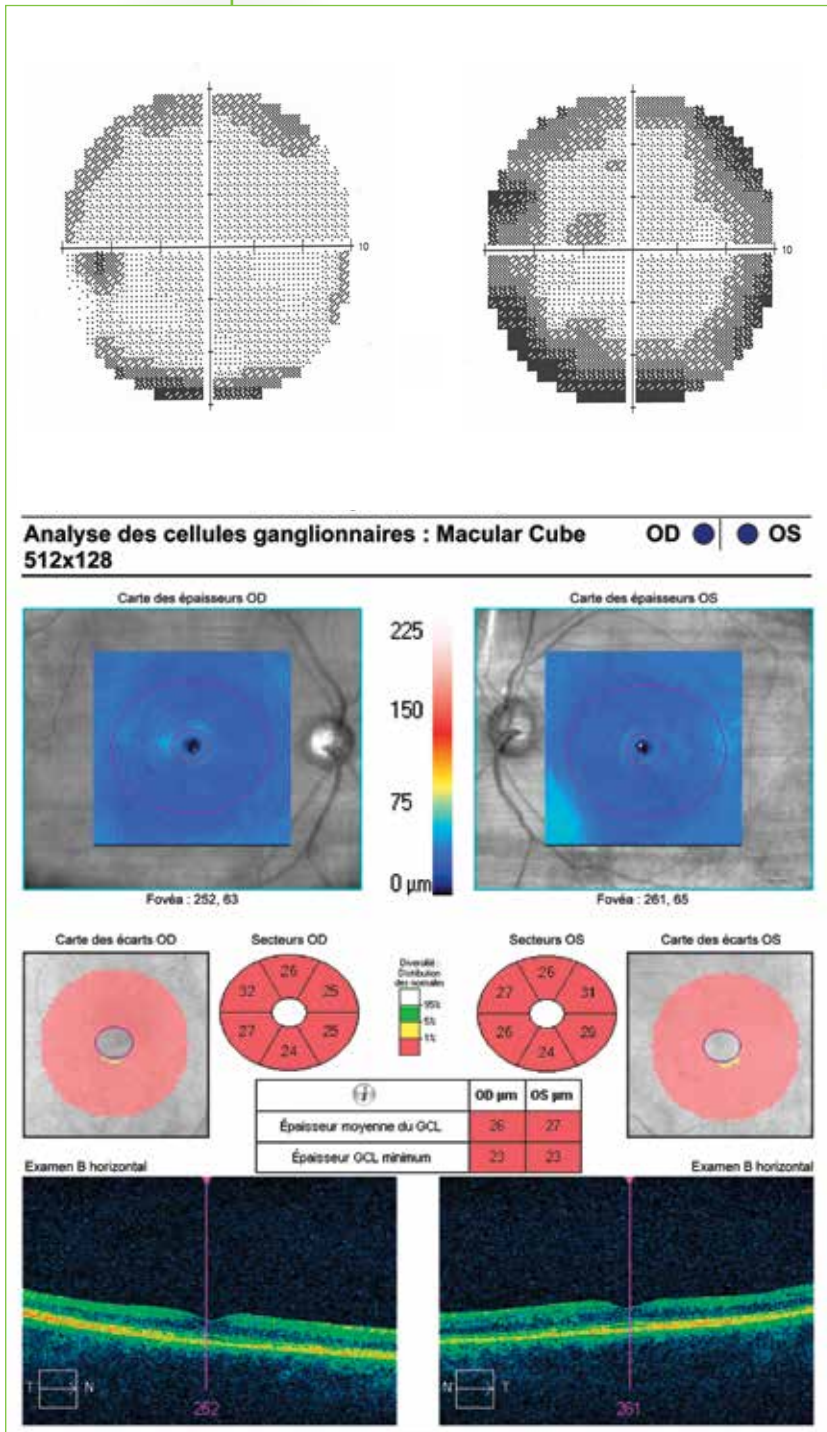 10
10
Analyse des cellules ganglionnaires : Macular Cube 512x128
OD OS
Carte des épaisseurs OD
Carte des épaisseurs OS
225
150
75
0 µm
Fovéa : 252, 63
Fovéa : 261, 65
Carte des écarts OD
Secteurs OD
Secteurs OS
Carte des écarts OS
Diversité :
Distribution
des normales
95%
5%
1%
26
32
25
27
25
24
26
27
31
26
29
24
OD µm OS µm
Épaisseur moyenne du GCL 26 27
Épaisseur GCL minimum 23 23
Examen B horizontal
Examen B horizontal
T N
252
N T
261